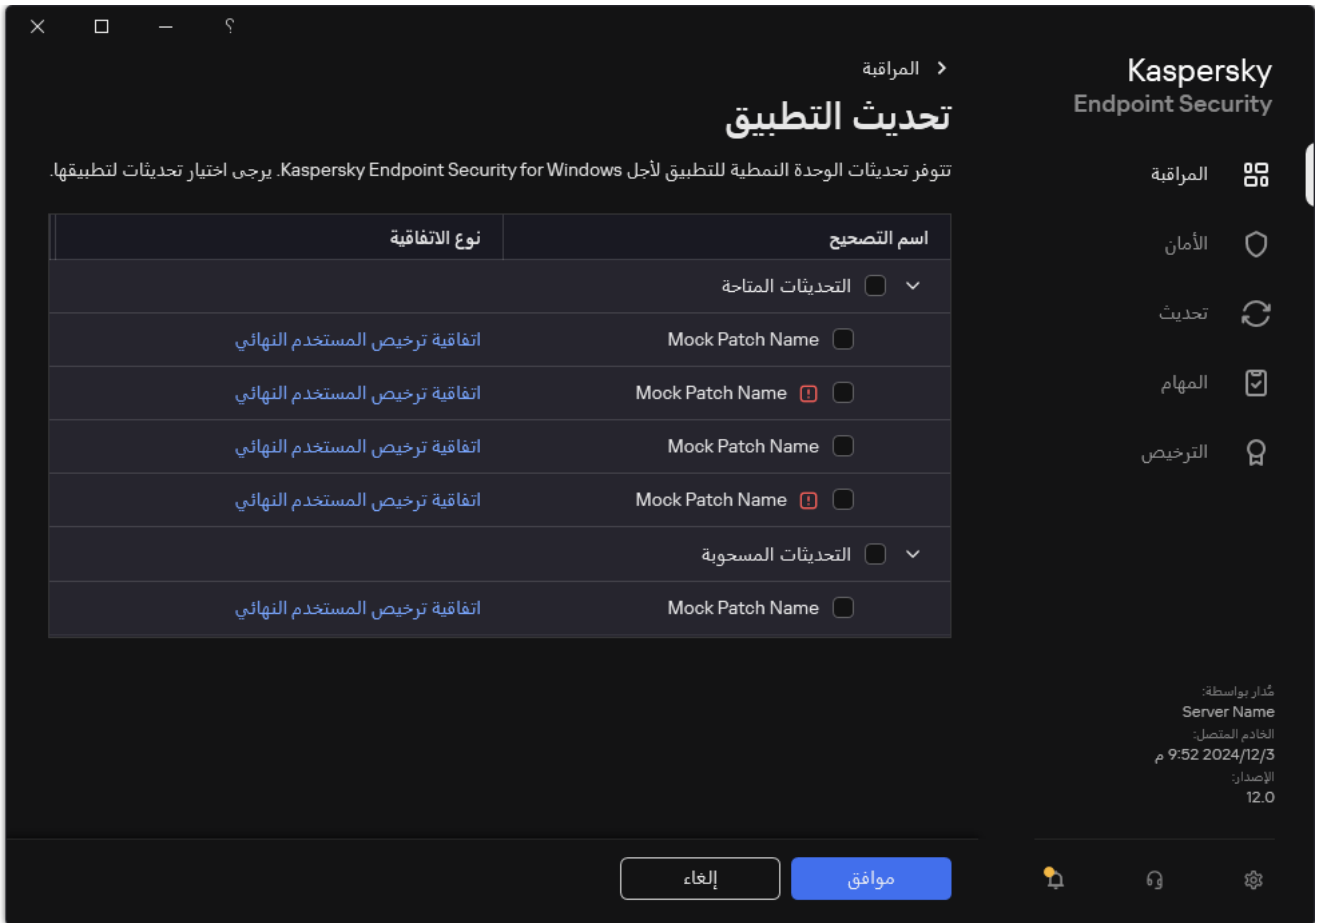 ؟
Kaspersky
Endpoint Security
المراقبة
الأمان
تحديث
المهام
الترخيص
مُدار بواسطة:
Server Name
الخادم المتصل:
2024/12/3 9:52 م
الإصدار:
12.0
المراقبة
تحديث التطبيق
تتوفر تحديثات الوحدة النمطية للتطبيق لأجل Kaspersky Endpoint Security for Windows. يرجى اختيار تحديثات لتطبيقها.
اسم التصحيح نوع الاتفاقية
التحديثات المتاحة
Mock Patch Name اتفاقية ترخيص المستخدم النهائي
Mock Patch Name اتفاقية ترخيص المستخدم النهائي
Mock Patch Name اتفاقية ترخيص المستخدم النهائي
Mock Patch Name اتفاقية ترخيص المستخدم النهائي
التحديثات المسحوبة
Mock Patch Name اتفاقية ترخيص المستخدم النهائي
موافق إلغاء